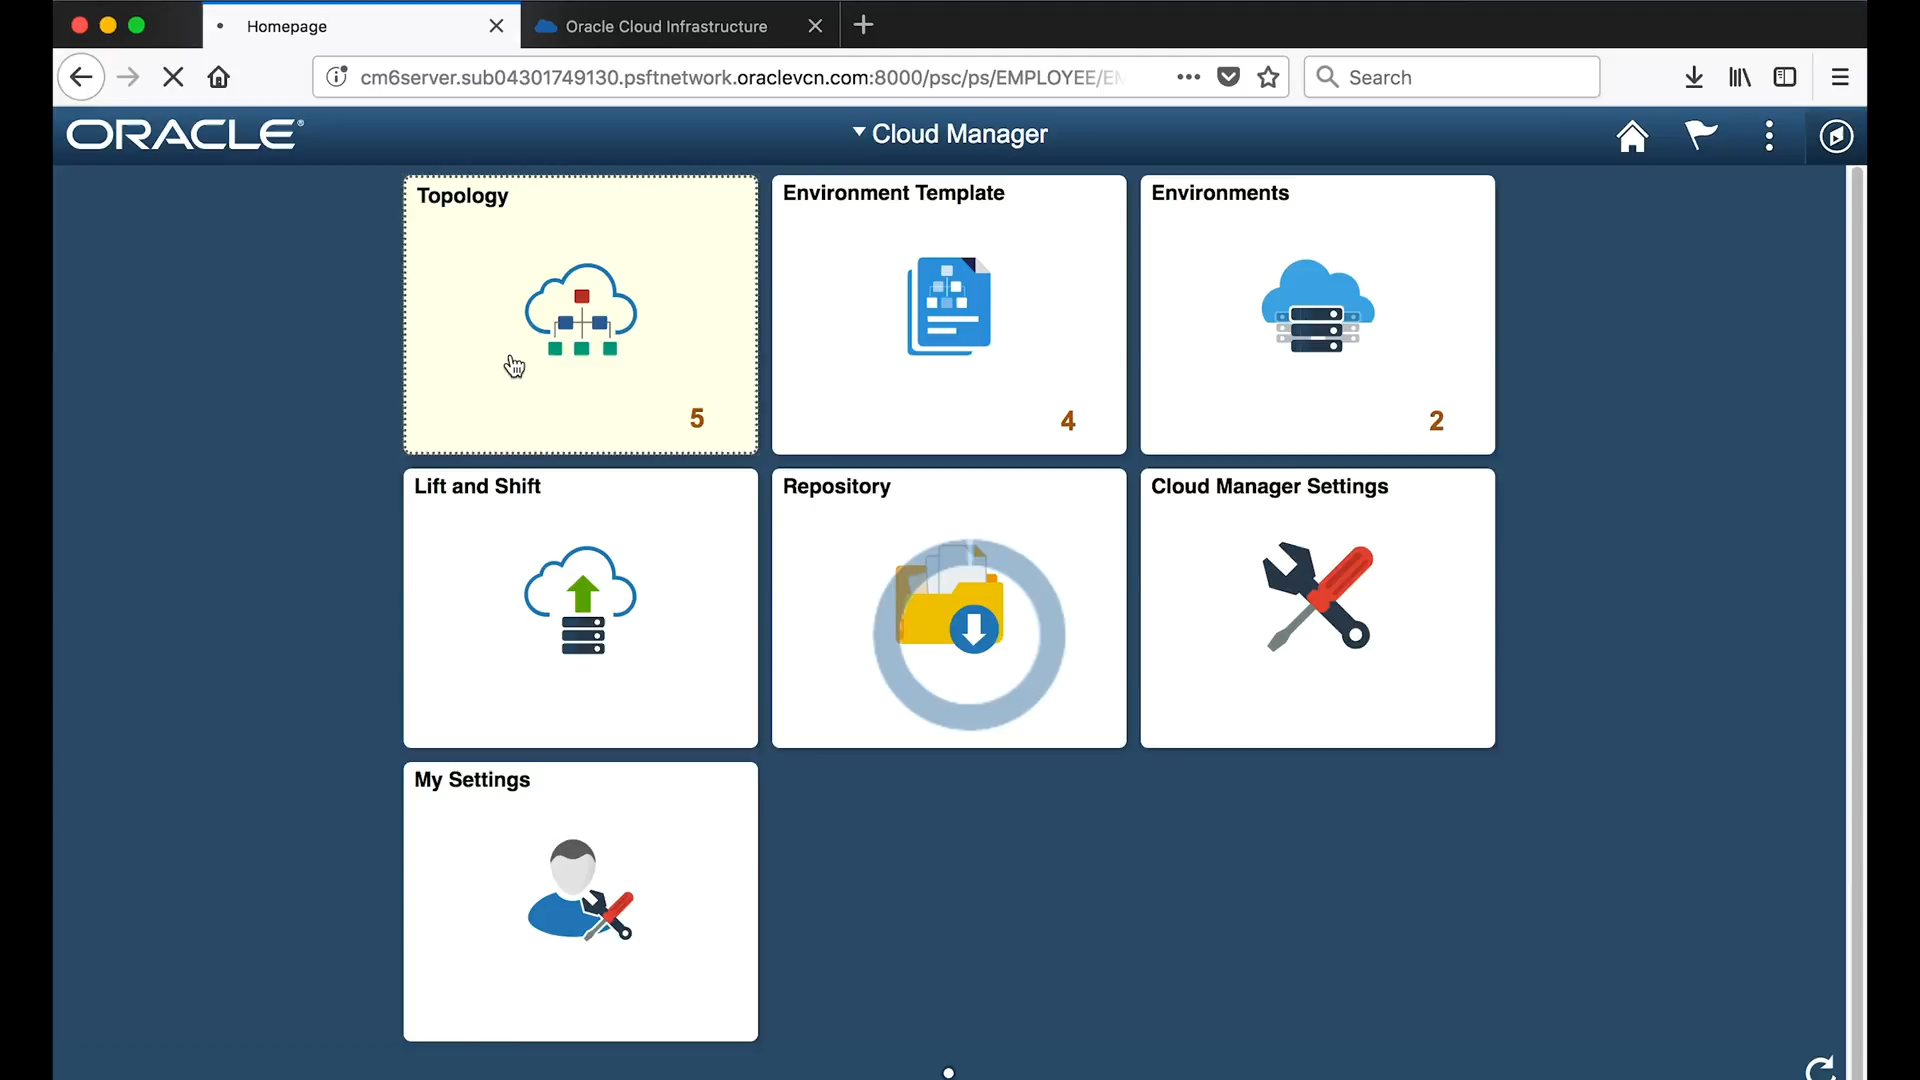 Homepage
Oracle Cloud Infrastructure
cm6server.sub04301749130.psftnetwork.oraclevcn.com:8000/psc/ps/EMPLOYEE/EM
Search
ORACLE®
Cloud Manager
Topology
Environment Template
Environments
5
4
2
Lift and Shift
Repository
Cloud Manager Settings
My Settings